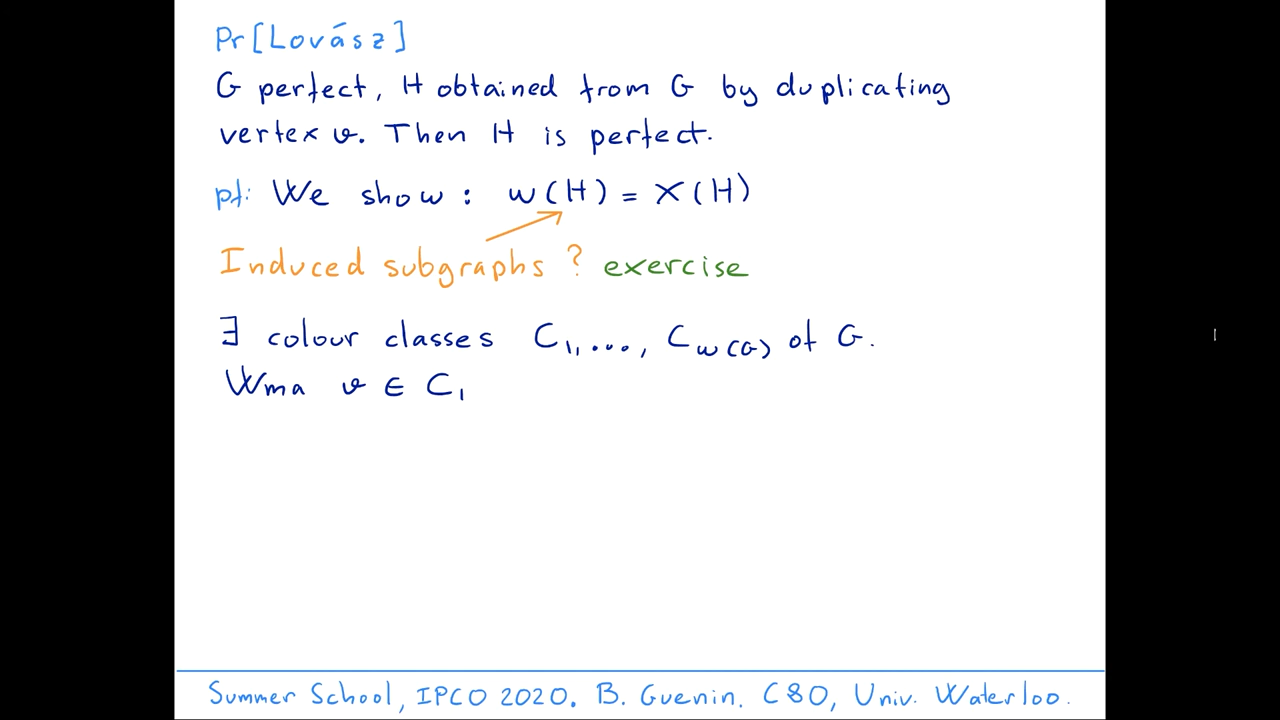 Pr[Lovász]
G perfect, H obtained from G by duplicating
vertex v. Then H is perfect.
pf: We show: w(H) = χ(H)
Induced subgraphs? exercise
∃ colour classes C₁,..., C_w(G) of G.
Wma v ∈ C₁
Summer School, IPCO 2020. B. Guenin. C&O, Univ. Waterloo.